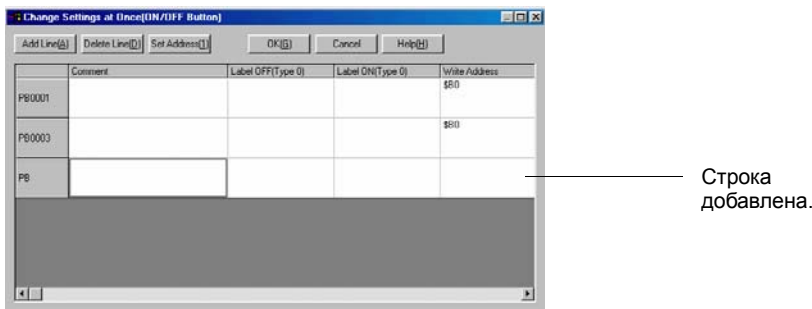 Change Settings at Once(ON/OFF Button)
Add Line(A) Delete Line(D) Set Address(1) OK(G) Cancel Help(H)
Comment Label OFF(Type 0) Label ON(Type 0) Write Address
PB0001 $B0
PB0003 $B0
PB
Строка
добавлена.